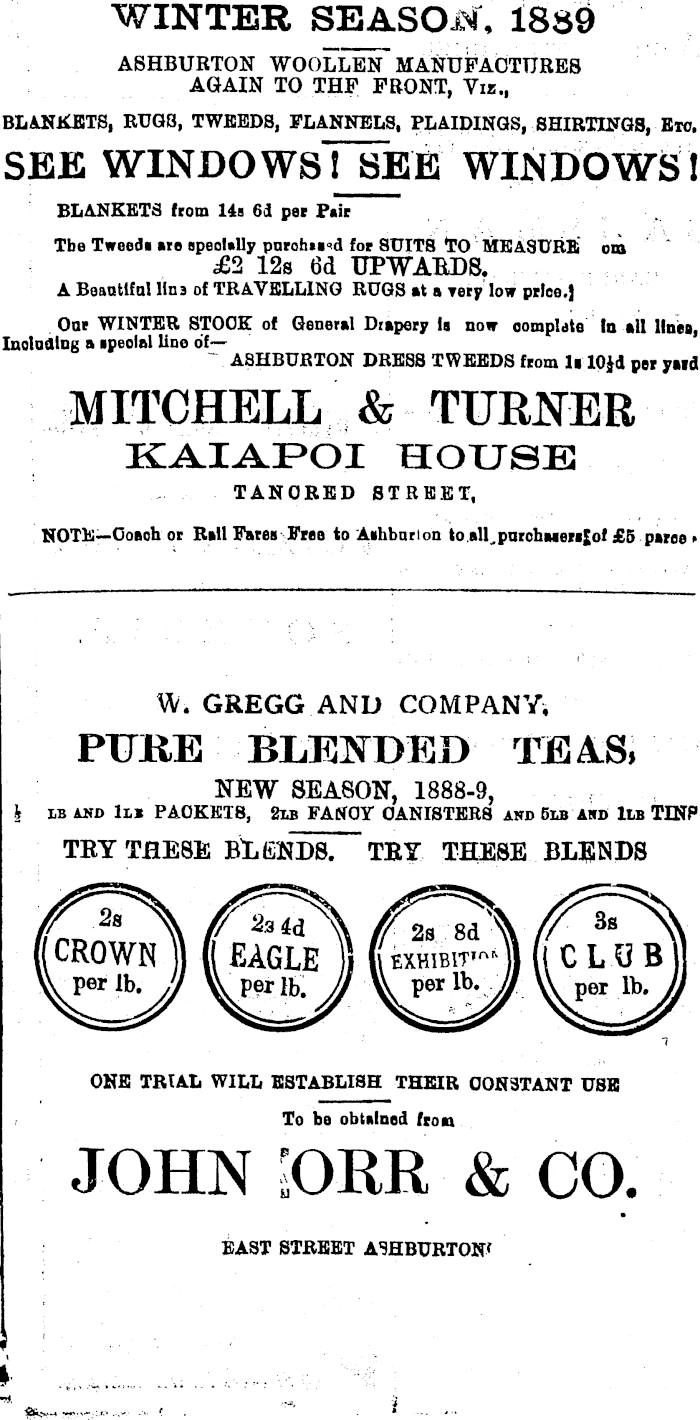 WINTER SEASON, 1889
ASHBURTON WOOLLEN MANUFACTURES
AGAIN TO THE FRONT, Viz.,
BLANKETS, RUGS, TWEEDS, FLANNELS, PLAIDINGS, SHIRTINGS, Etc.
SEE WINDOWS! SEE WINDOWS!
BLANKETS from 14s 6d per Pair
The Tweeds are specially purchased for SUITS TO MEASURE om
£2 12s 6d UPWARDS.
A Beautiful line of TRAVELLING RUGS at a very low price.
Our WINTER STOCK of General Drapery is now complete in all lines,
Including a special line of—
ASHBURTON DRESS TWEEDS from 1s 10½d per yard
MITCHELL & TURNER
KAIAPOI HOUSE
TANCRED STREET,
NOTE—Coach or Rail Fares Free to Ashburton to all purchasers of £5 parce
W. GREGG AND COMPANY,
PURE BLENDED TEAS,
NEW SEASON, 1888-9,
½ LB AND 1LB PACKETS, 2LB FANCY CANISTERS AND 5LB AND 1LB TINS
TRY THESE BLENDS. TRY THESE BLENDS
2s CROWN per lb.
2s 4d EAGLE per lb.
2s 8d EXHIBITION per lb.
3s CLUB per lb.
ONE TRIAL WILL ESTABLISH THEIR CONSTANT USE
To be obtained from
JOHN ORR & CO.
EAST STREET ASHBURTON